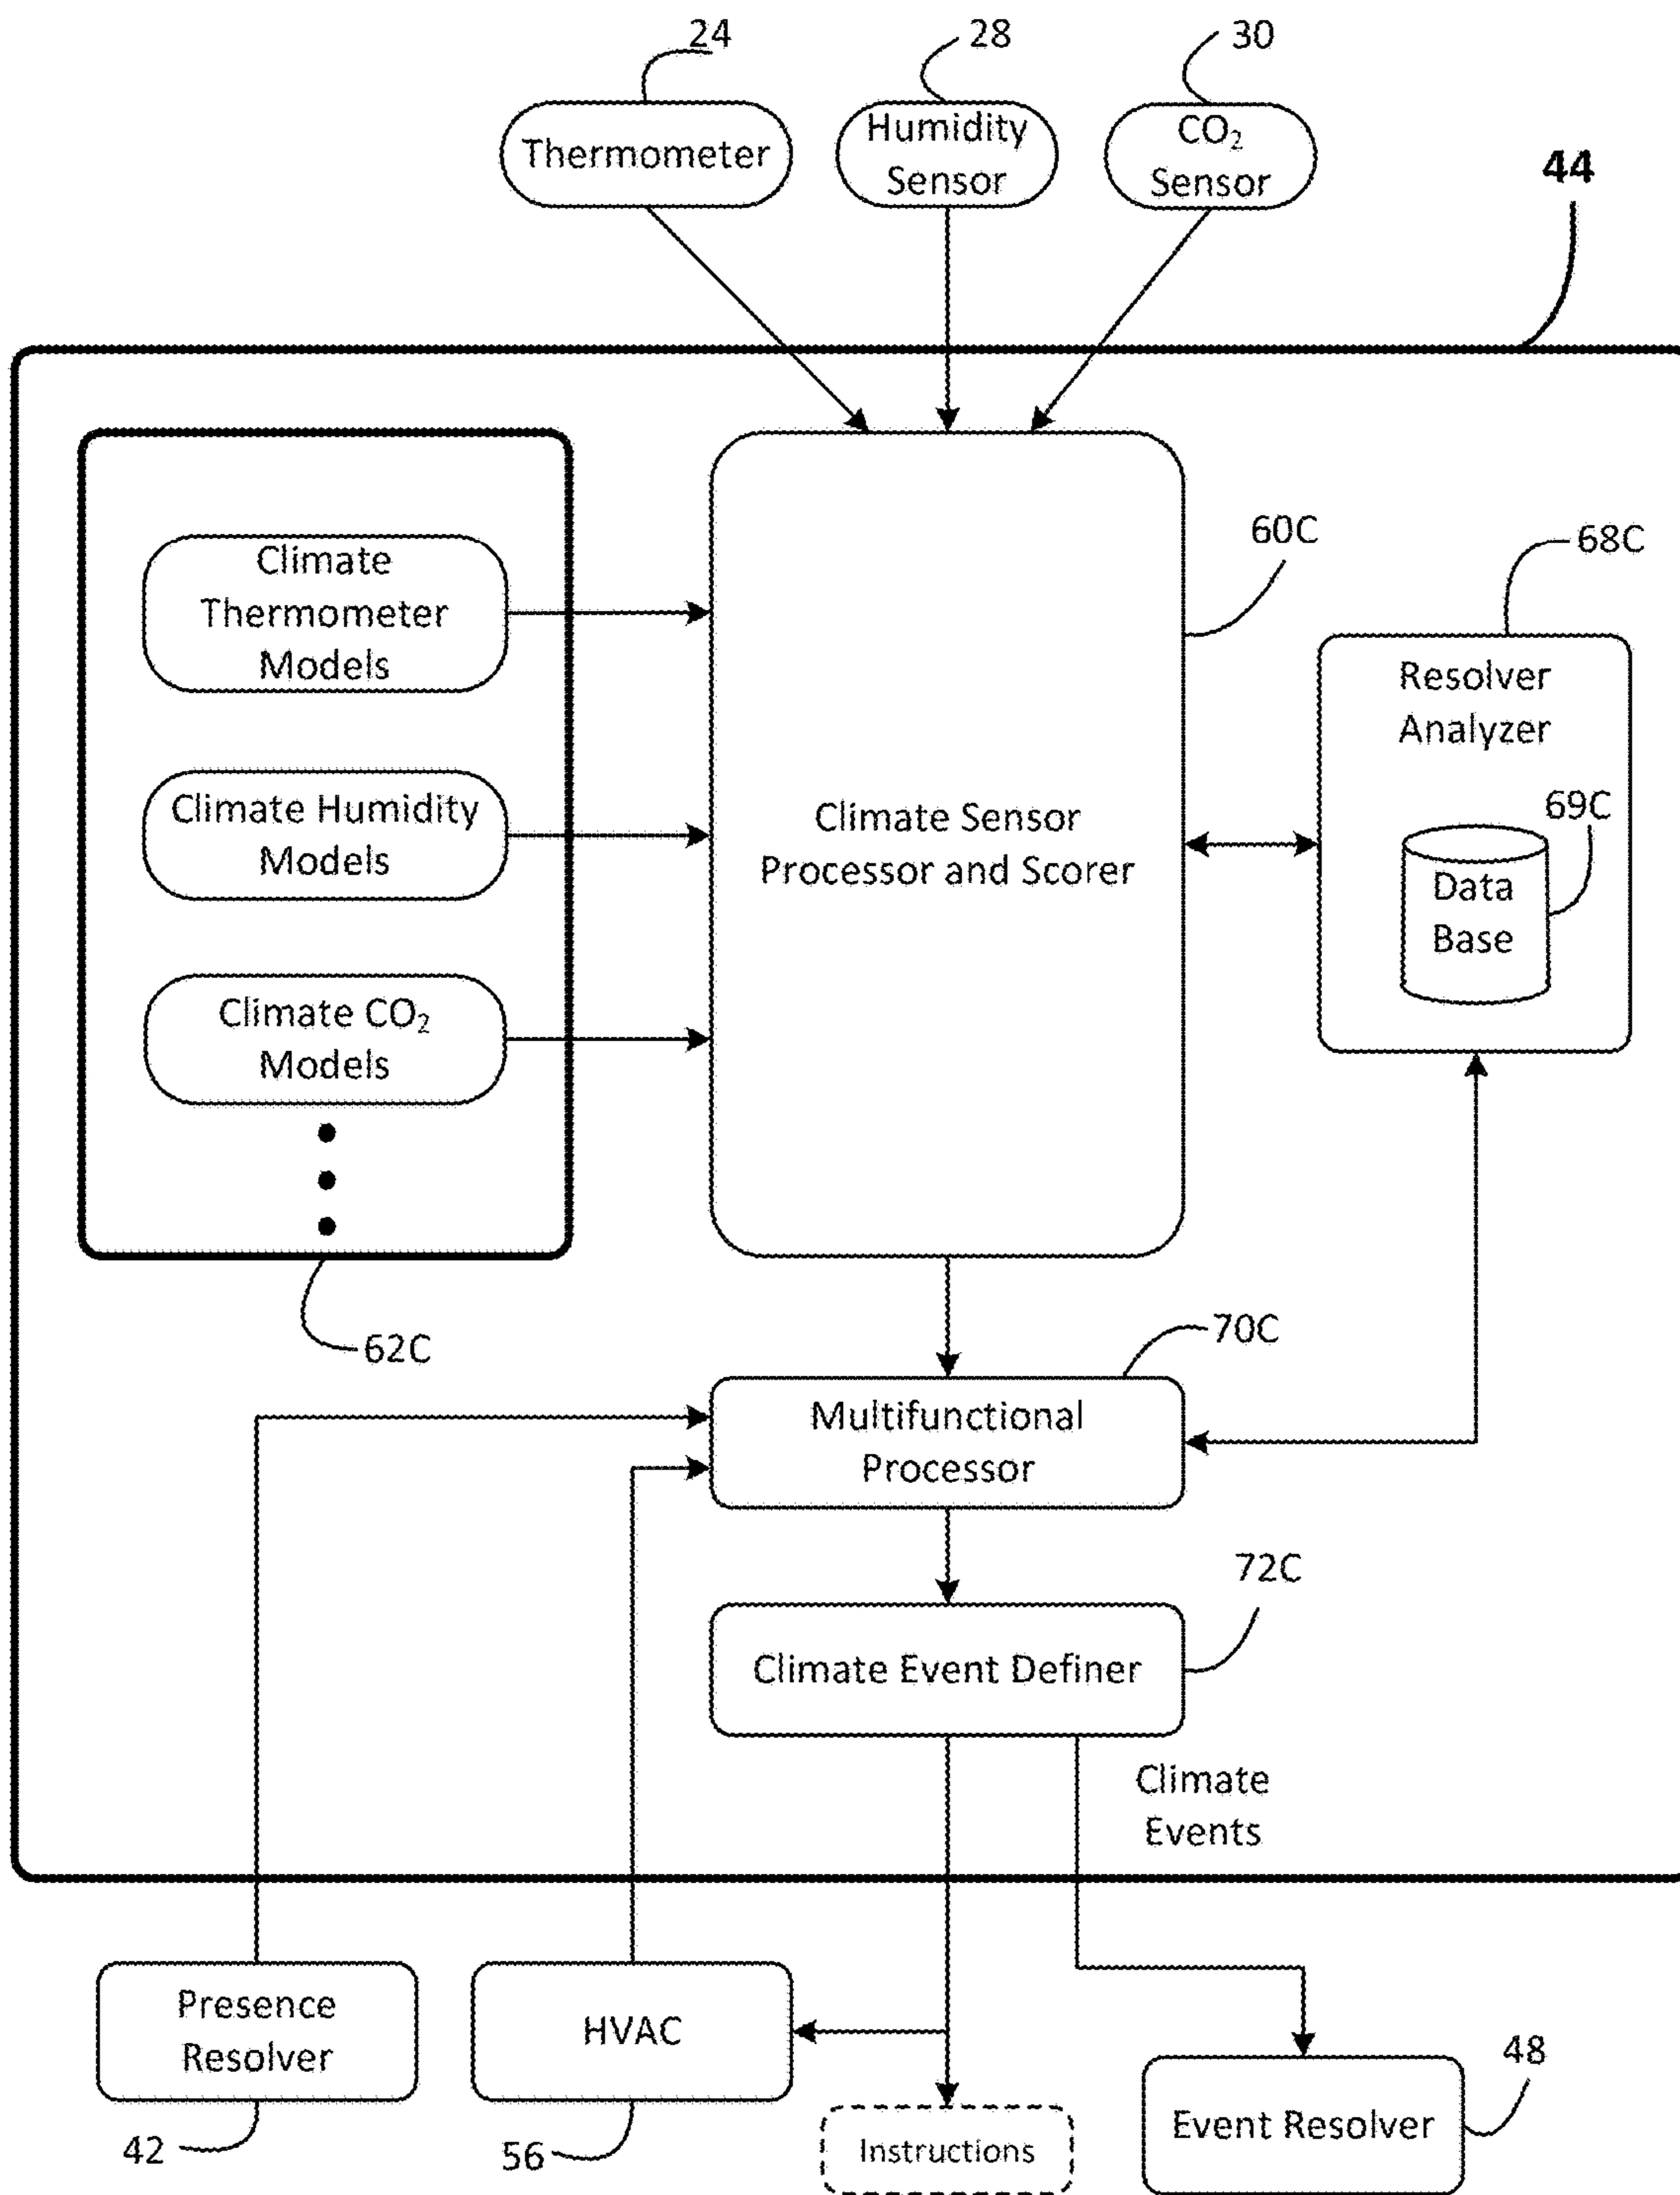 24
28
30
Thermometer
Humidity
Sensor
CO₂
Sensor
44
60C
68C
Climate
Thermometer
Models
Resolver
Analyzer
Climate Humidity
Models
Climate Sensor
Processor and Scorer
69C
Data
Base
Climate CO₂
Models
62C
70C
Multifunctional
Processor
72C
Climate Event Definer
Climate
Events
Presence
Resolver
HVAC
48
42
56
Instructions
Event Resolver